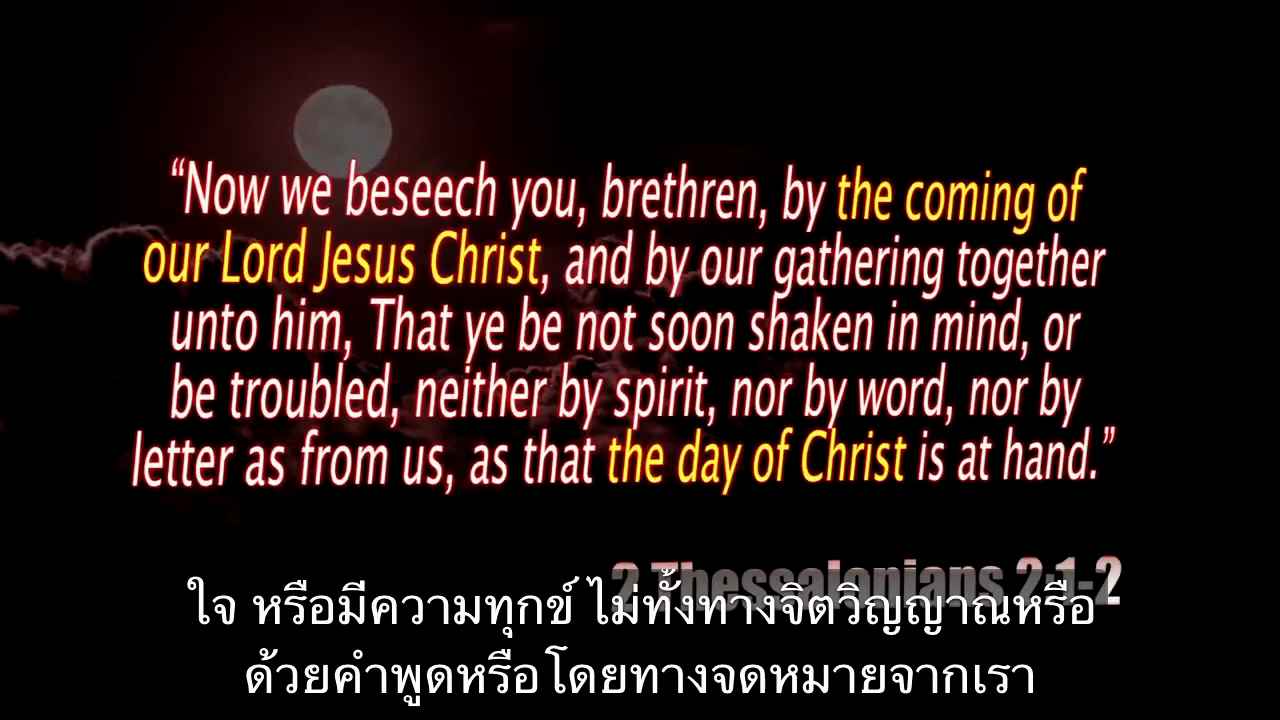 “Now we beseech you, brethren, by the coming of
our Lord Jesus Christ, and by our gathering together
unto him, That ye be not soon shaken in mind, or
be troubled, neither by spirit, nor by word, nor by
letter as from us, as that the day of Christ is at hand.”
2 Thessalonians 2:1-2
ใจ หรือมีความทุกข์ ไม่ทั้งทางจิตวิญญาณหรือ
ด้วยคำพูดหรือโดยทางจดหมายจากเรา